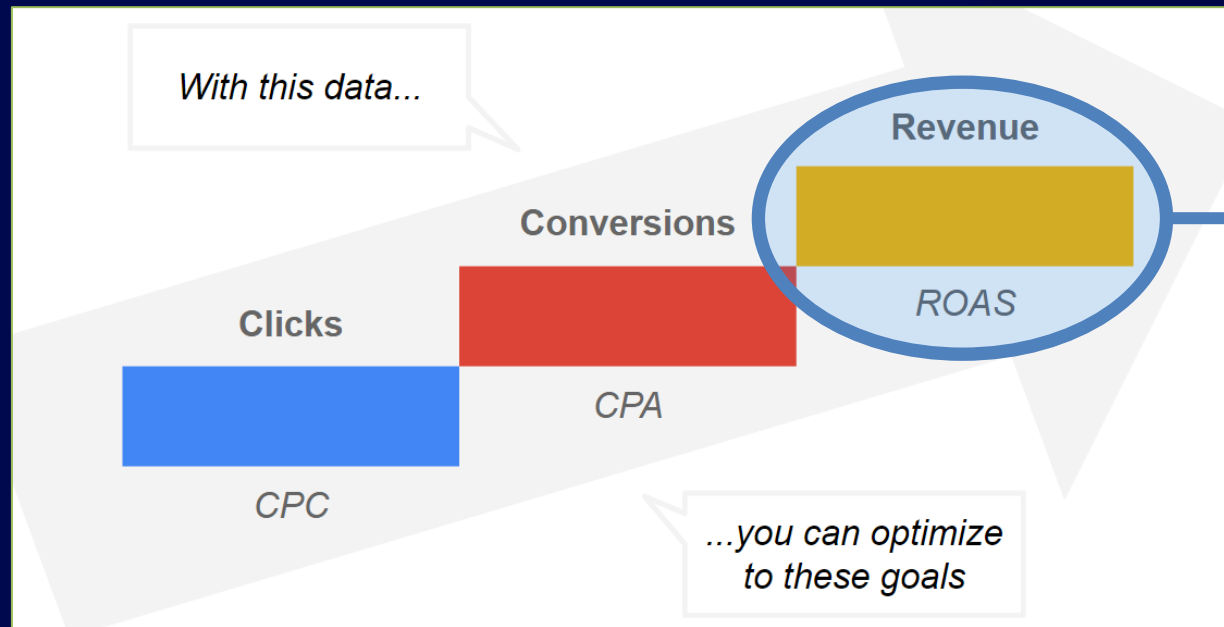 With this data...
Revenue
Conversions
ROAS
Clicks
CPA
CPC
...you can optimize
to these goals